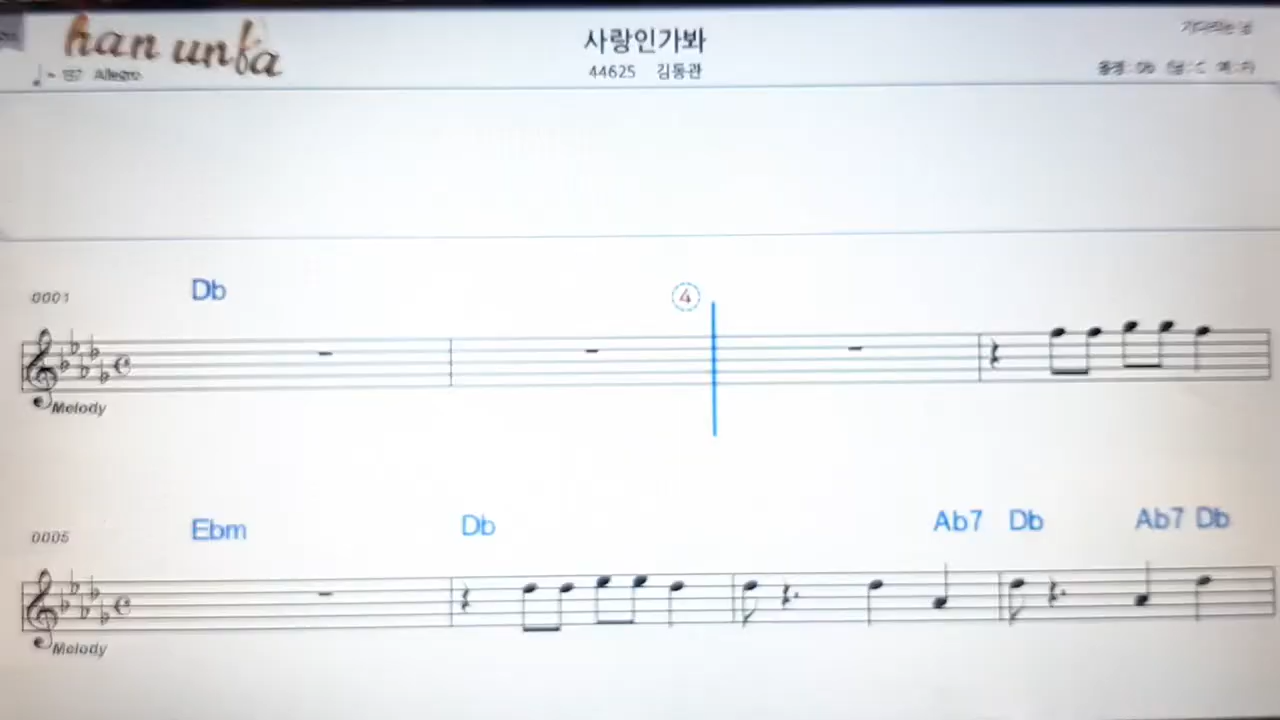 han unba
사랑인가봐
44625 김동관
Allegro
0001
Db
4
Melody
0005
Ebm Db Ab7 Db Ab7 Db
Melody